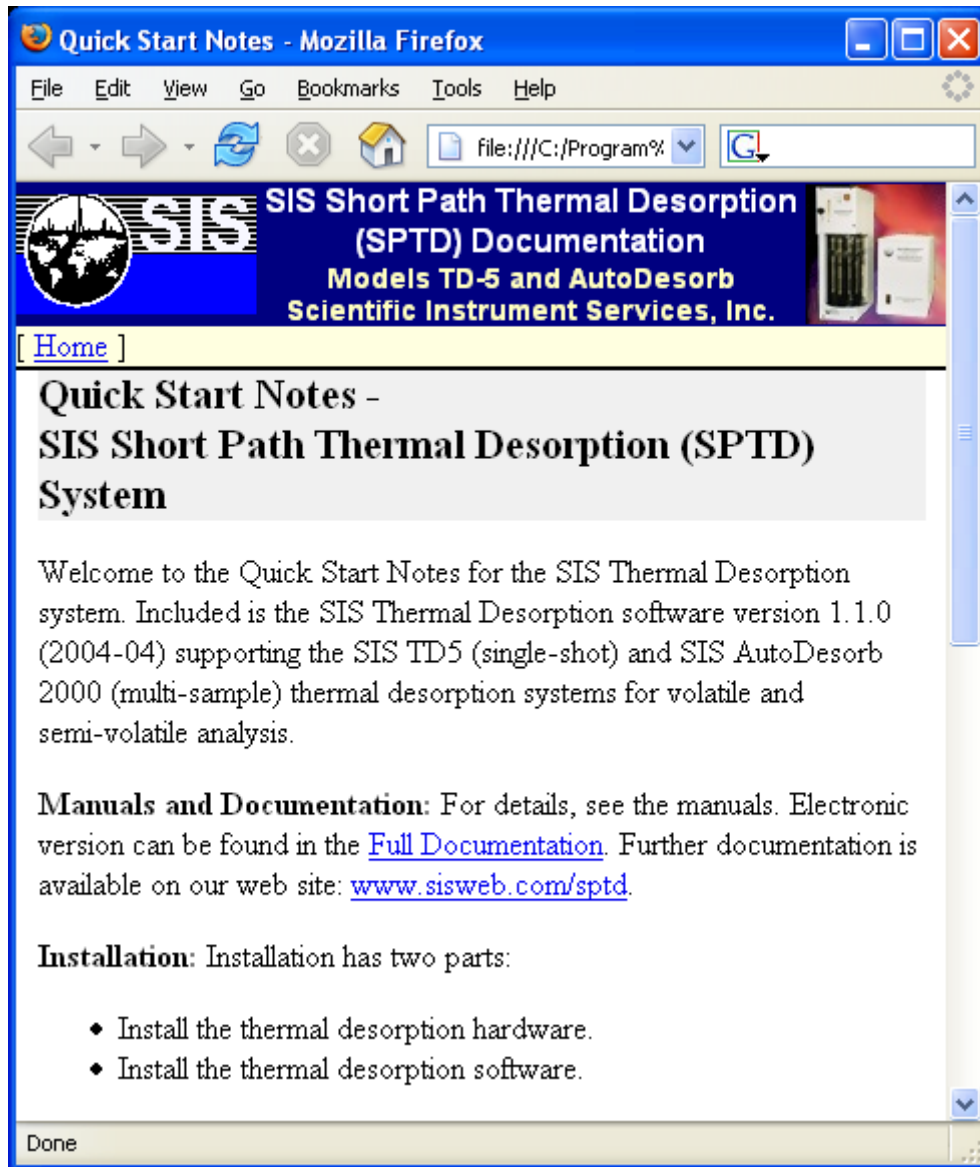 Quick Start Notes - Mozilla Firefox
File Edit View Go Bookmarks Tools Help
file:///C:/Program%
G
SIS
SIS Short Path Thermal Desorption
(SPTD) Documentation
Models TD-5 and AutoDesorb
Scientific Instrument Services, Inc.
[ Home ]
Quick Start Notes -
SIS Short Path Thermal Desorption (SPTD)
System
Welcome to the Quick Start Notes for the SIS Thermal Desorption
system. Included is the SIS Thermal Desorption software version 1.1.0
(2004-04) supporting the SIS TD5 (single-shot) and SIS AutoDesorb
2000 (multi-sample) thermal desorption systems for volatile and
semi-volatile analysis.
Manuals and Documentation: For details, see the manuals. Electronic
version can be found in the Full Documentation. Further documentation is
available on our web site: www.sisweb.com/sptd.
Installation: Installation has two parts:
• Install the thermal desorption hardware.
• Install the thermal desorption software.
Done